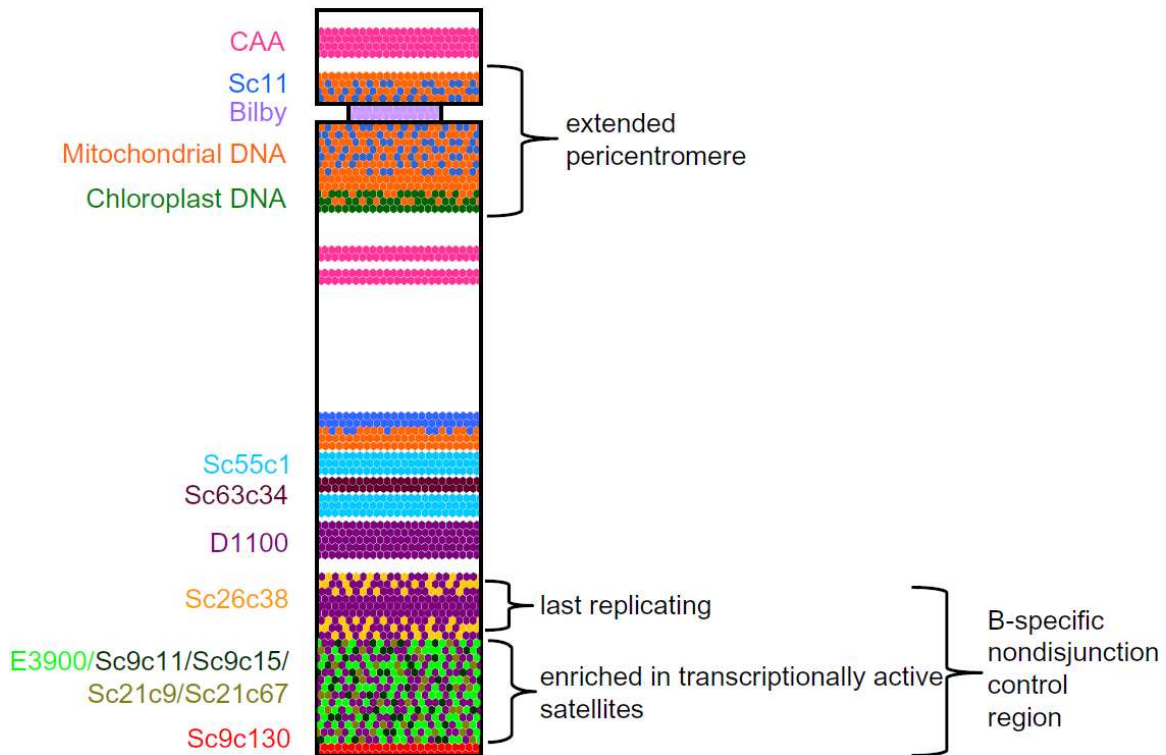 CAA
Sc11
Bilby
Mitochondrial DNA
Chloroplast DNA
extended
pericentromere
Sc55c1
Sc63c34
D1100
Sc26c38
last replicating
E3900/Sc9c11/Sc9c15/
Sc21c9/Sc21c67
enriched in transcriptionally active
satellites
Sc9c130
B-specific
nondisjunction
control
region